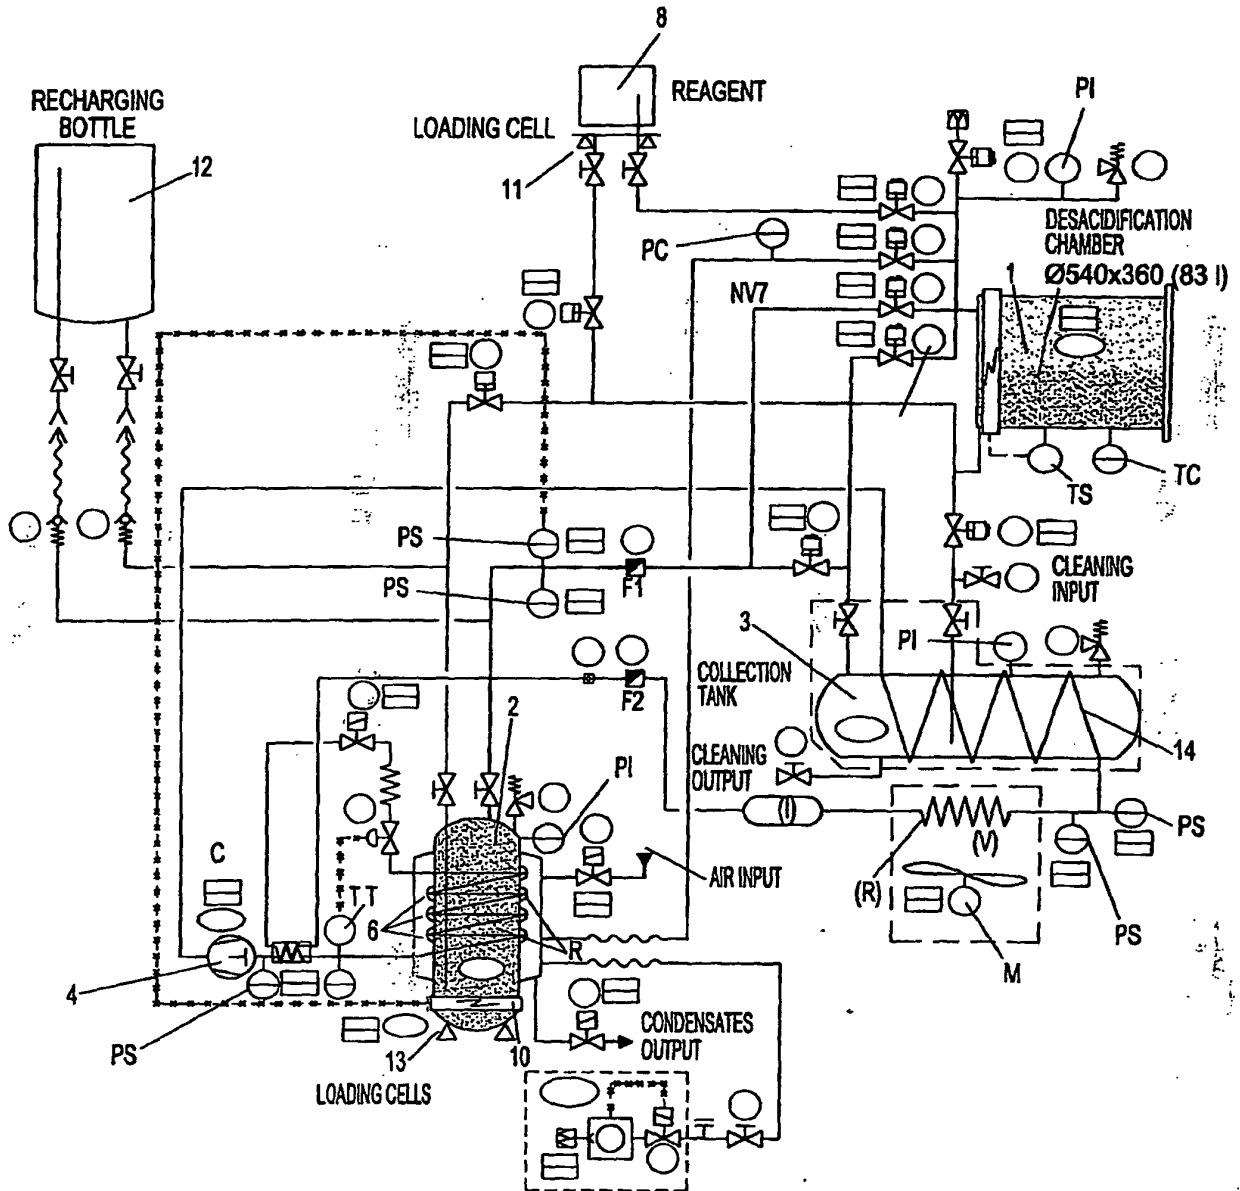 8
RECHARGING
BOTTLE
REAGENT
PI
LOADING CELL
12
11
DESACIDIFICATION
CHAMBER
PC
1
Ø540x360 (83 l)
NV7
TS
TC
PS
PS
F1
CLEANING
INPUT
3
PI
COLLECTION
TANK
F2
2
14
CLEANING
OUTPUT
PI
PS
(V)
C
AIR INPUT
(R)
TT
6
R
PS
M
4
PS
13
10
CONDENSATES
OUTPUT
LOADING CELLS